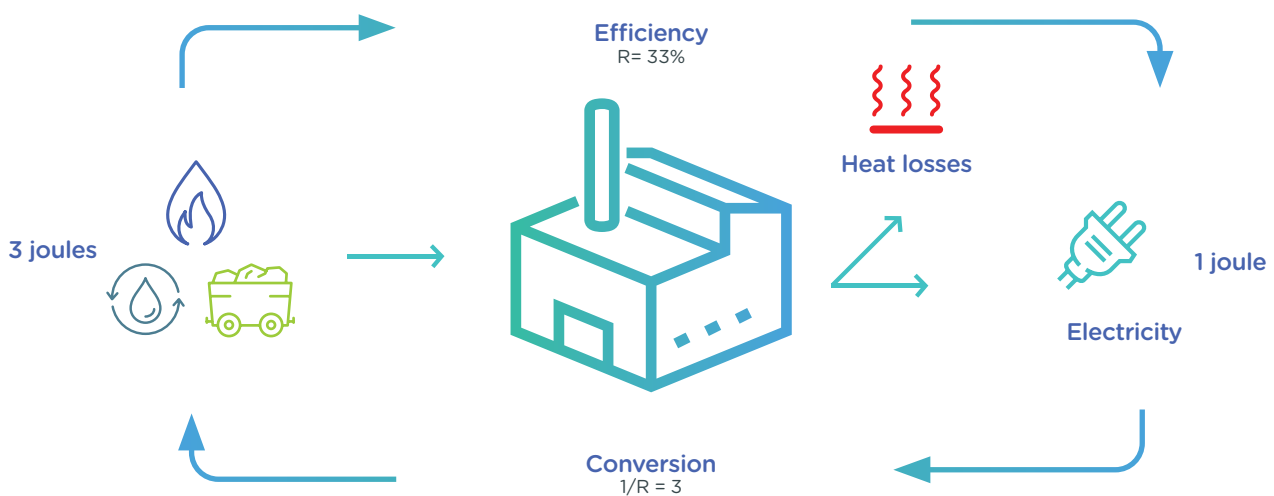 Efficiency
R= 33%
Heat losses
3 joules
1 joule
Electricity
Conversion
1/R = 3